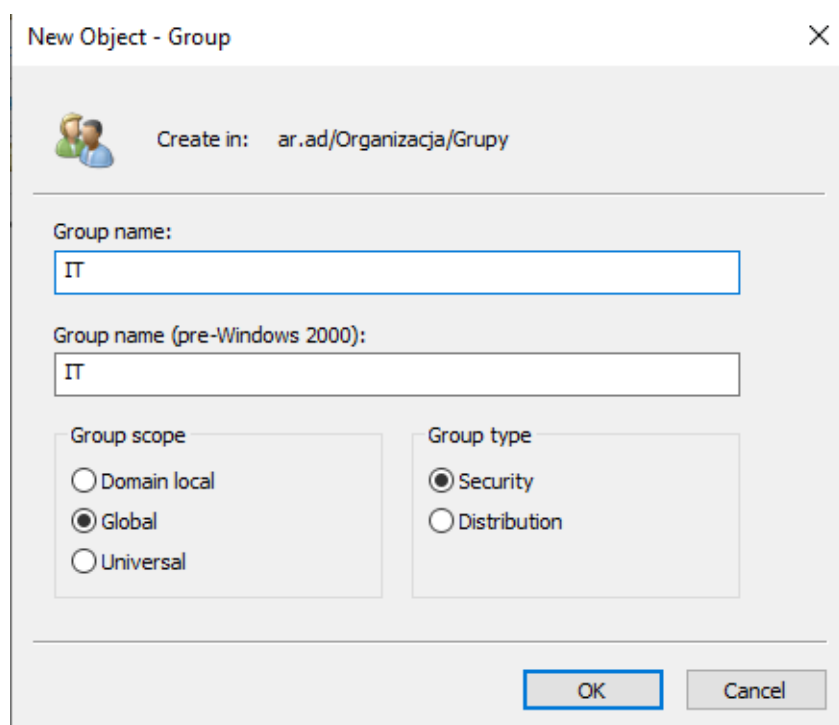 New Object - Group
Create in: ar.ad/Organizacja/Grupy
Group name:
IT
Group name (pre-Windows 2000):
IT
Group scope
Domain local
Global
Universal
Group type
Security
Distribution
OK
Cancel